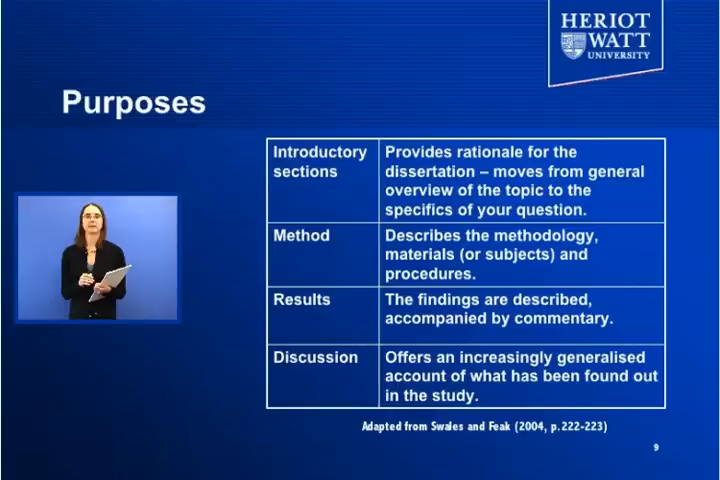 HERIOT
WATT
UNIVERSITY
Purposes
Introductory
sections
Provides rationale for the
dissertation – moves from general
overview of the topic to the
specifics of your question.
Method
Describes the methodology,
materials (or subjects) and
procedures.
Results
The findings are described,
accompanied by commentary.
Discussion
Offers an increasingly generalised
account of what has been found out
in the study.
Adapted from Swales and Feak (2004, p.222-223)
9